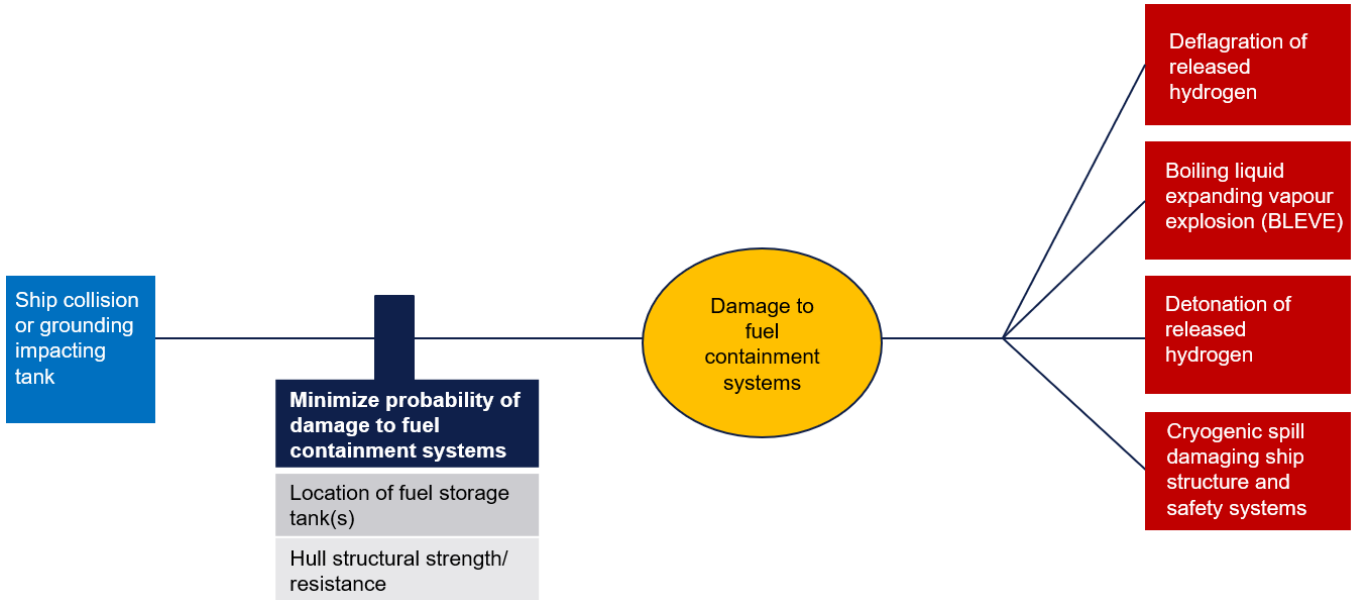 Ship collision
or grounding
impacting
tank
Minimize probability of
damage to fuel
containment systems
Location of fuel storage
tank(s)
Hull structural strength/
resistance
Damage to
fuel
containment
systems
Deflagration of
released
hydrogen
Boiling liquid
expanding vapour
explosion (BLEVE)
Detonation of
released
hydrogen
Cryogenic spill
damaging ship
structure and
safety systems